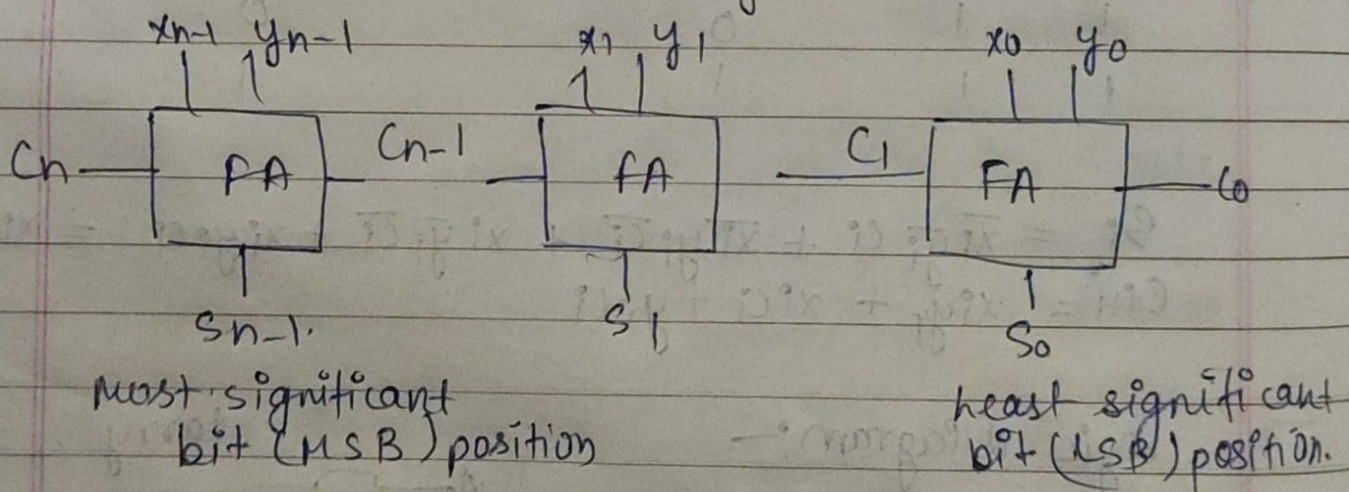 xn-1 yn-1 x1 y1 x0 y0
Cn FA Cn-1 FA C1 FA C0
Sn-1. S1 S0
Most significant
bit (MSB) position
Least significant
bit (LSB) position.